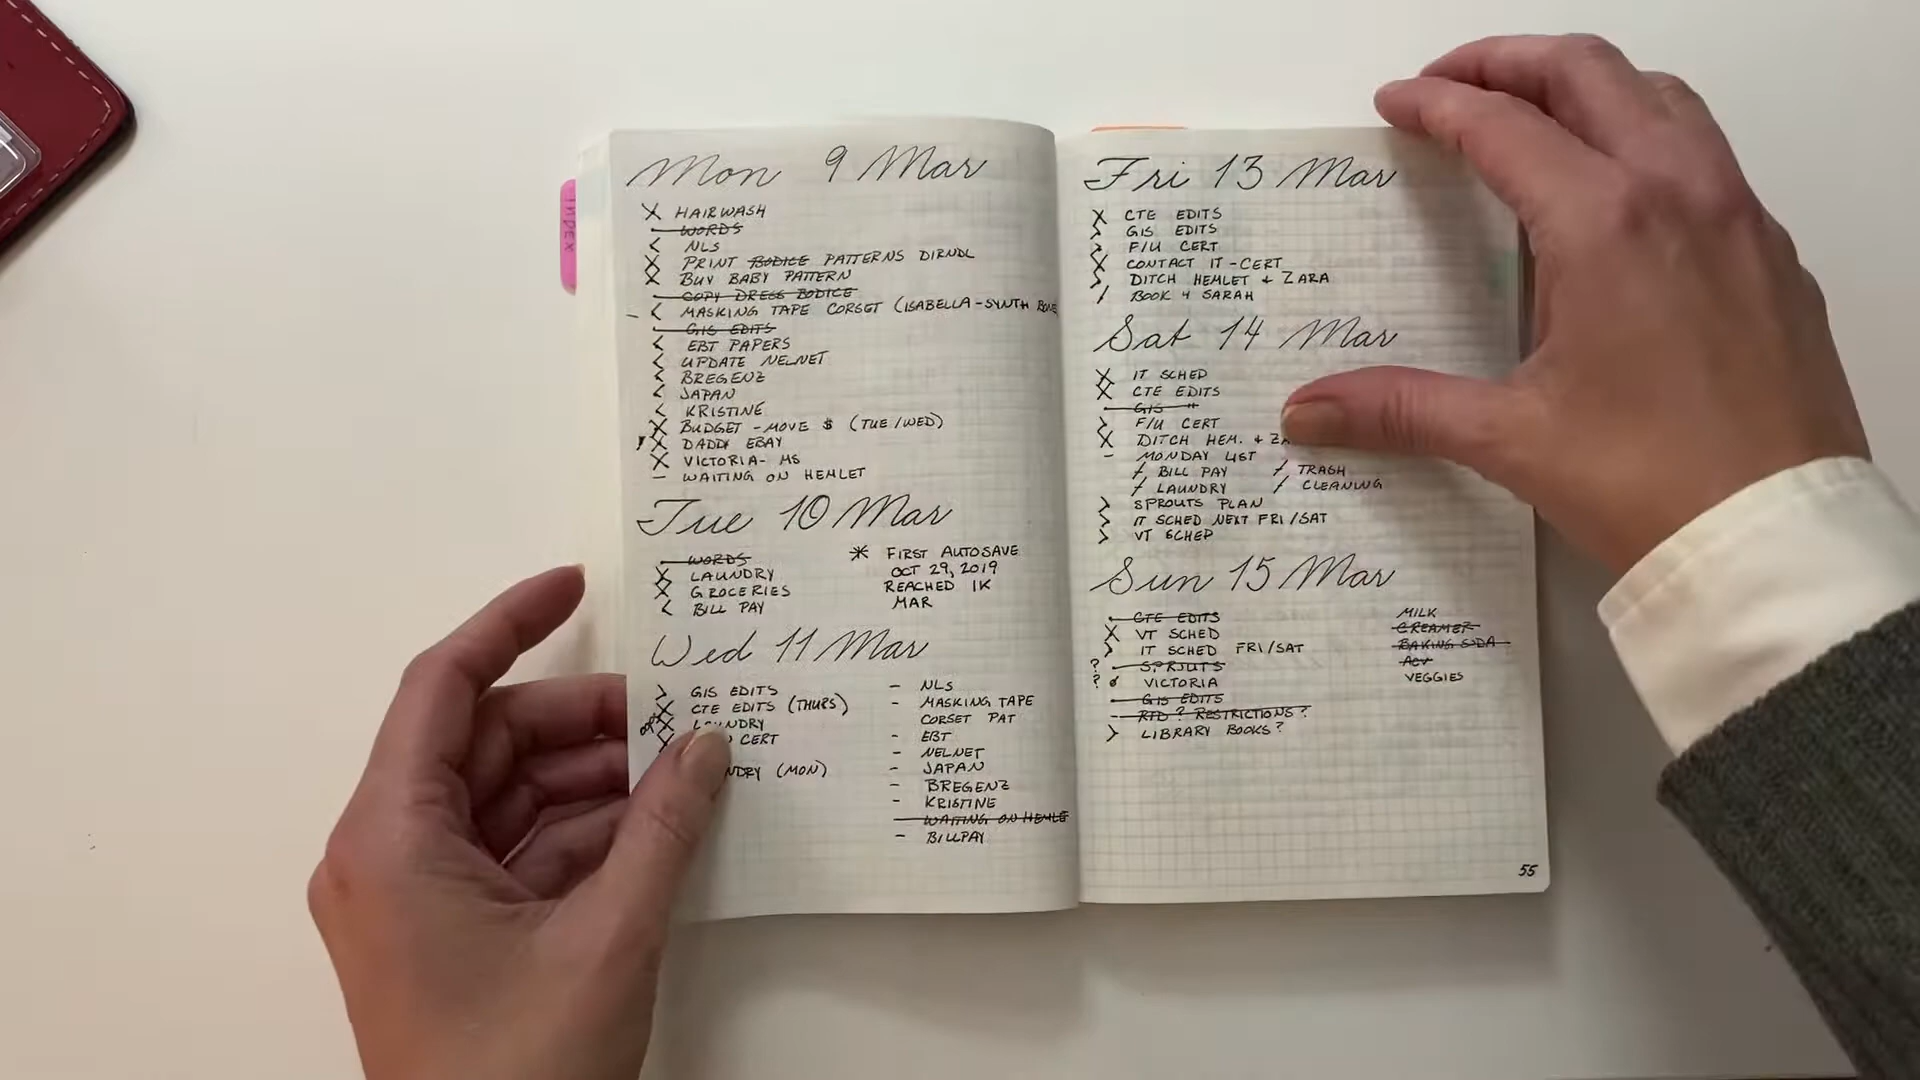 INDEX
Mon 9 Mar
X HAIRWASH
WORDS
< NLS
X PRINT BODICE PATTERNS DIRNDL
X BUY BABY PATTERN
COPY DRESS BODICE
- < MASKING TAPE CORSET (ISABELLA-SYNTH
GIS EDITS
< EBT PAPERS
< UPDATE NELNET
< BREGENZ
< JAPAN
< KRISTINE
X BUDGET - MOVE $ (TUE/WED)
X DADDY EBAY
X VICTORIA- MS
- WAITING ON HEMLET
Tue 10 Mar
WORDS
X LAUNDRY
X GROCERIES
< BILL PAY
* FIRST AUTOSAVE
OCT 29, 2019
REACHED 1K
MAR
Wed 11 Mar
> GIS EDITS
X CTE EDITS (THURS)
X LAUNDRY
CERT
(MON)
- NLS
- MASKING TAPE
CORSET PAT
- EBT
- NELNET
- JAPAN
- BREGENZ
- KRISTINE
WAITING ON HEMLE
- BILLPAY
Fri 13 Mar
X CTE EDITS
> GIS EDITS
> F/U CERT
X CONTACT IT-CERT
> DITCH HEMLET + ZARA
/ BOOK 4 SARAH
Sat 14 Mar
X IT SCHED
X CTE EDITS
GIS "
> F/U CERT
X DITCH HEM. +
- MONDAY LIST
/ BILL PAY / TRASH
/ LAUNDRY / CLEANING
> SPROUTS PLAN
> IT SCHED NEXT FRI/SAT
> VT SCHED
Sun 15 Mar
CTE EDITS
X VT SCHED
> IT SCHED FRI/SAT
? SPROUTS
? VICTORIA
GIS EDITS
RTD? RESTRICTIONS?
> LIBRARY BOOKS?
MILK
CREAMER
BAKING SODA
ACV
VEGGIES
55